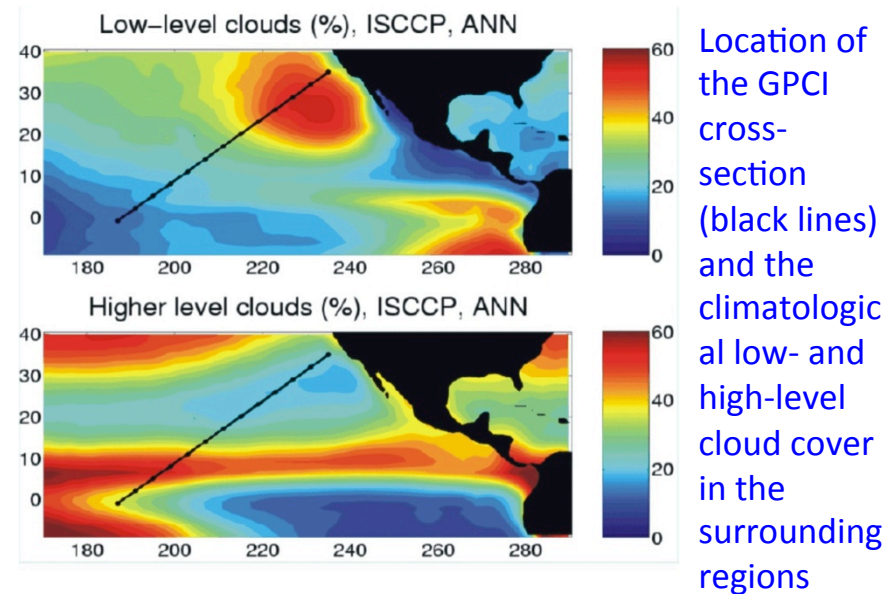 Low-level clouds (%), ISCCP, ANN
40
30
20
10
0
180 200 220 240 260 280
60
40
20
0
Higher level clouds (%), ISCCP, ANN
40
30
20
10
0
180 200 220 240 260 280
60
40
20
0
Location of
the GPCI
cross-
section
(black lines)
and the
climatologic
al low- and
high-level
cloud cover
in the
surrounding
regions